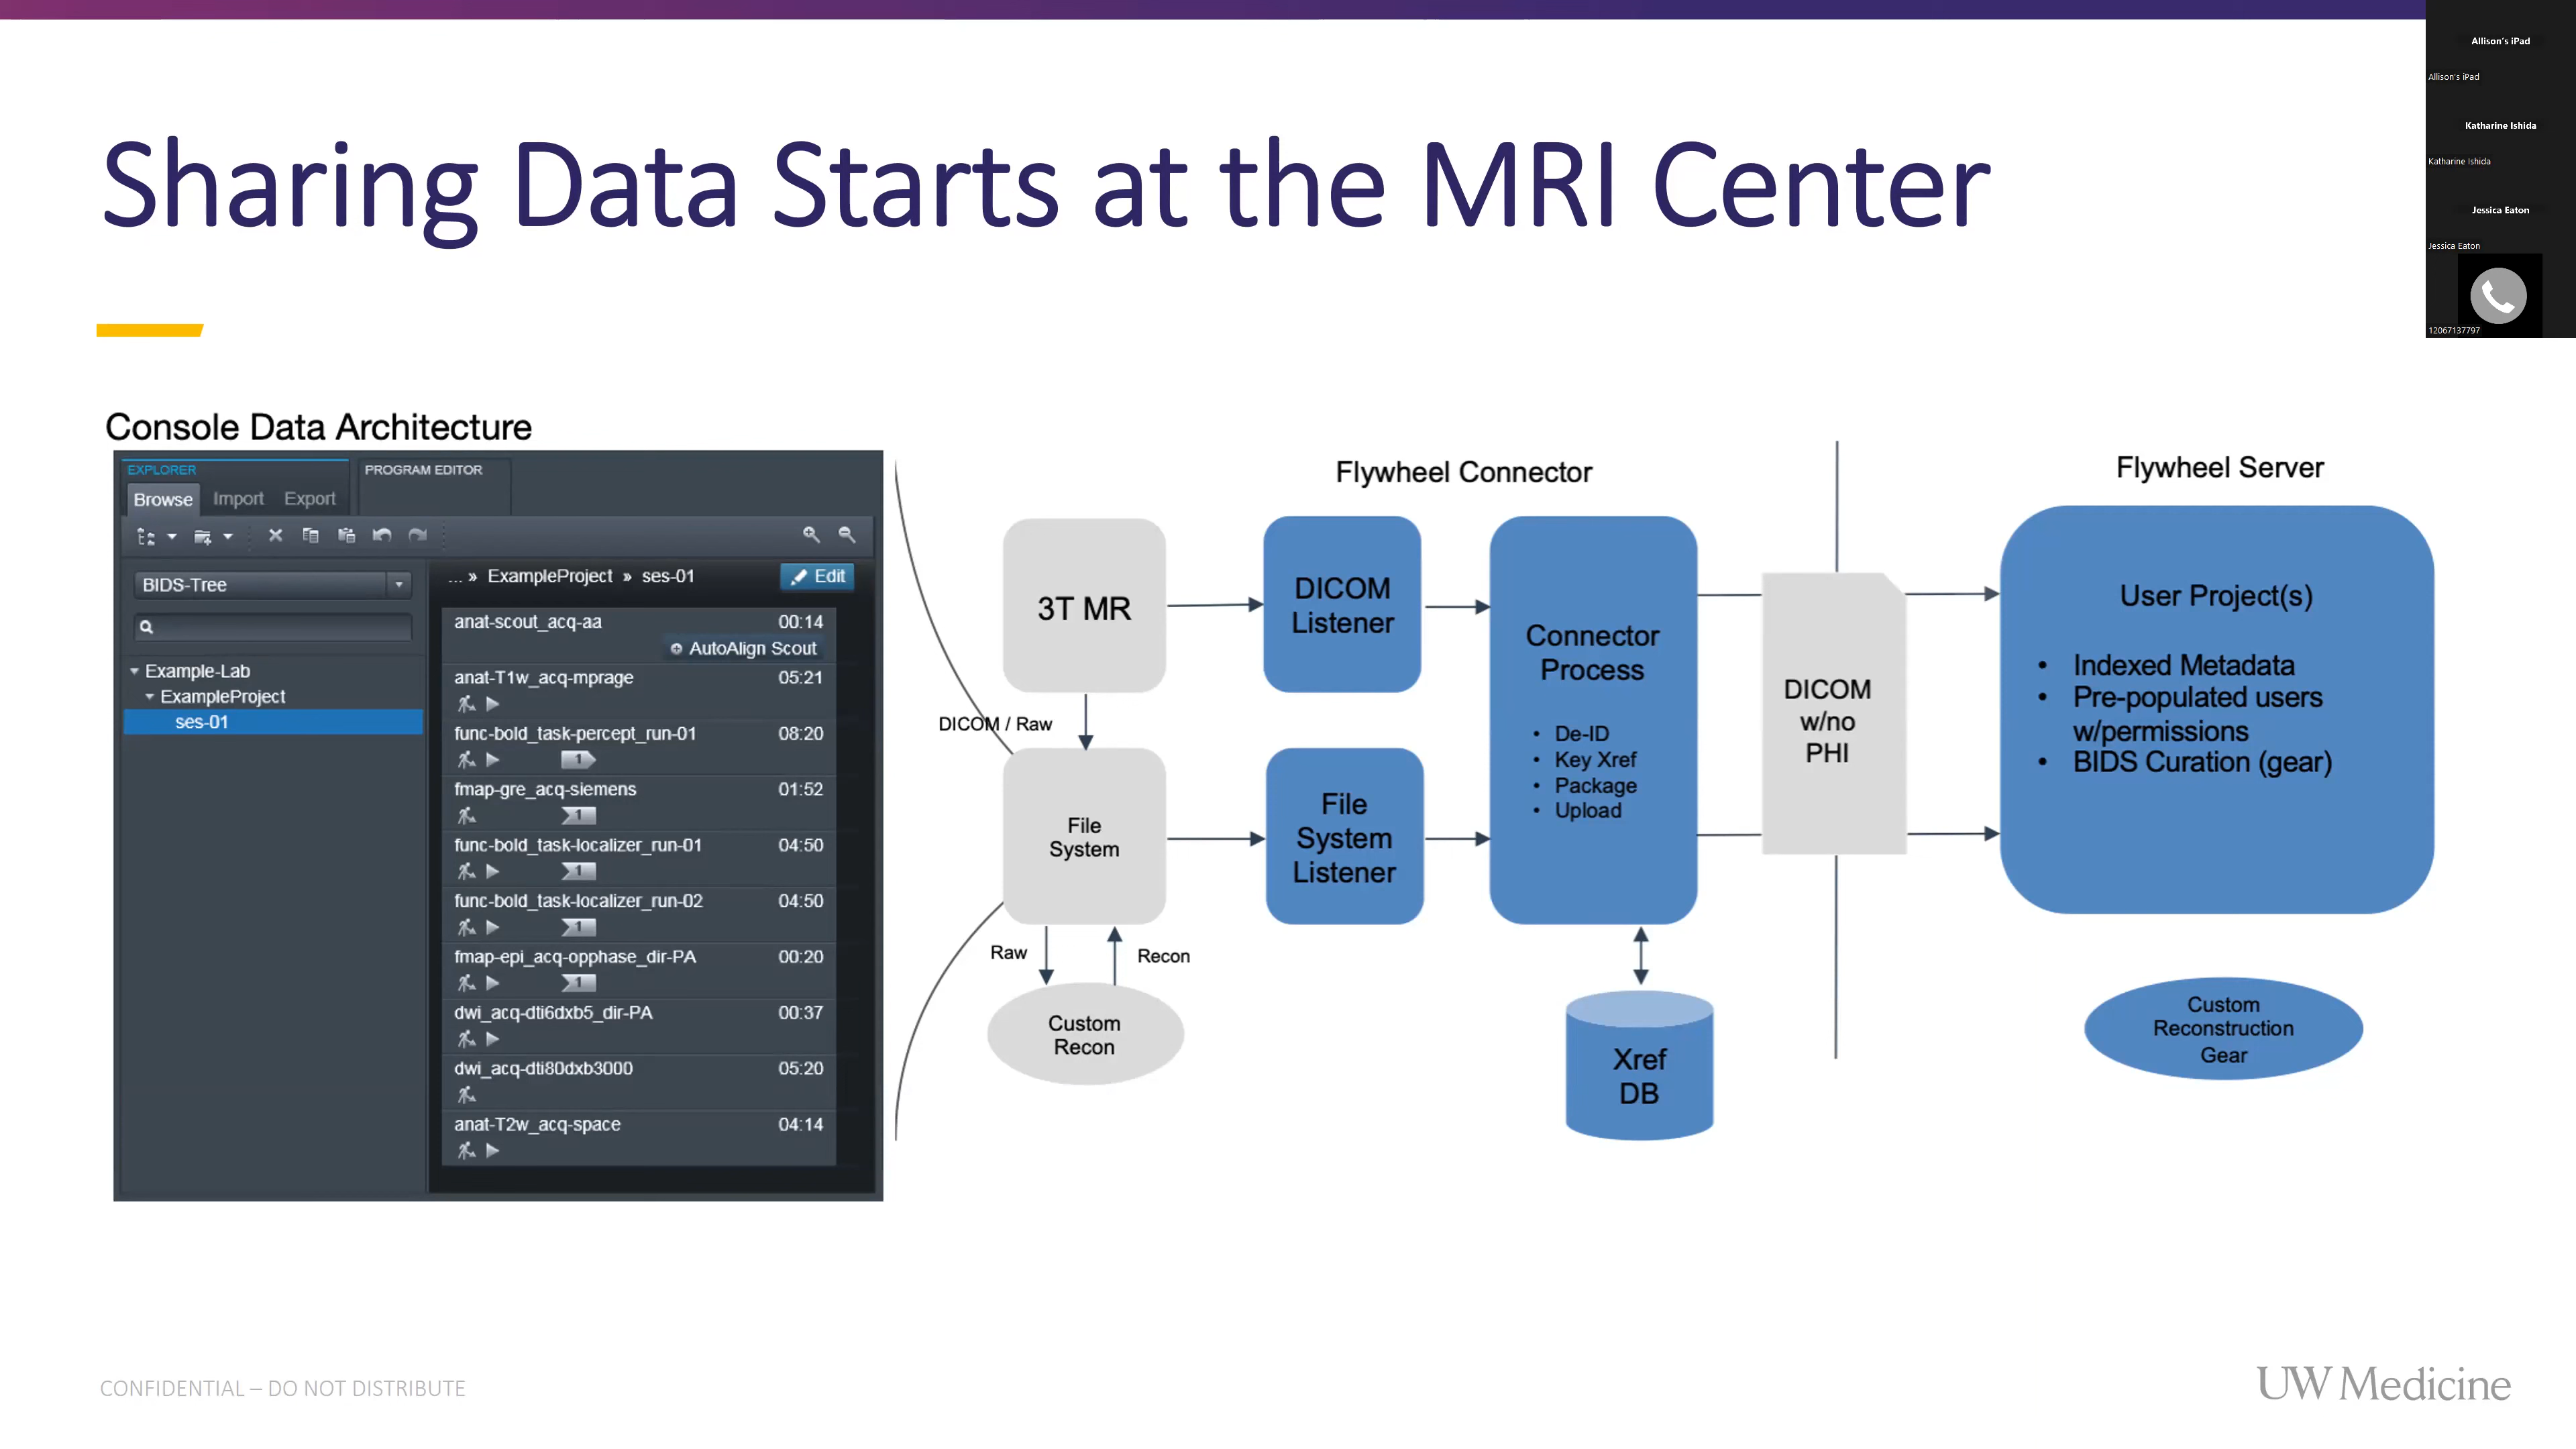 Sharing Data Starts at the MRI Center
Allison's iPad
Allison's iPad
Katharine Ishida
Katharine Ishida
Jessica Eaton
Jessica Eaton
12067137797
Console Data Architecture
EXPLORER
PROGRAM EDITOR
Browse Import Export
BIDS-Tree
Example-Lab
ExampleProject
ses-01
... » ExampleProject » ses-01
Edit
anat-scout_acq-aa 00:14
AutoAlign Scout
anat-T1w_acq-mprage 05:21
func-bold_task-percept_run-01 08:20
1
fmap-gre_acq-siemens 01:52
1
func-bold_task-localizer_run-01 04:50
1
func-bold_task-localizer_run-02 04:50
1
fmap-epi_acq-opphase_dir-PA 00:20
1
dwi_acq-dti6dxb5_dir-PA 00:37
dwi_acq-dti80dxb3000 05:20
anat-T2w_acq-space 04:14
Flywheel Connector
3T MR
DICOM
Listener
DICOM / Raw
File
System
File
System
Listener
Raw
Recon
Custom
Recon
Connector
Process
• De-ID
• Key Xref
• Package
• Upload
Xref
DB
DICOM
w/no
PHI
Flywheel Server
User Project(s)
• Indexed Metadata
• Pre-populated users
w/permissions
• BIDS Curation (gear)
Custom
Reconstruction
Gear
CONFIDENTIAL – DO NOT DISTRIBUTE
UW Medicine